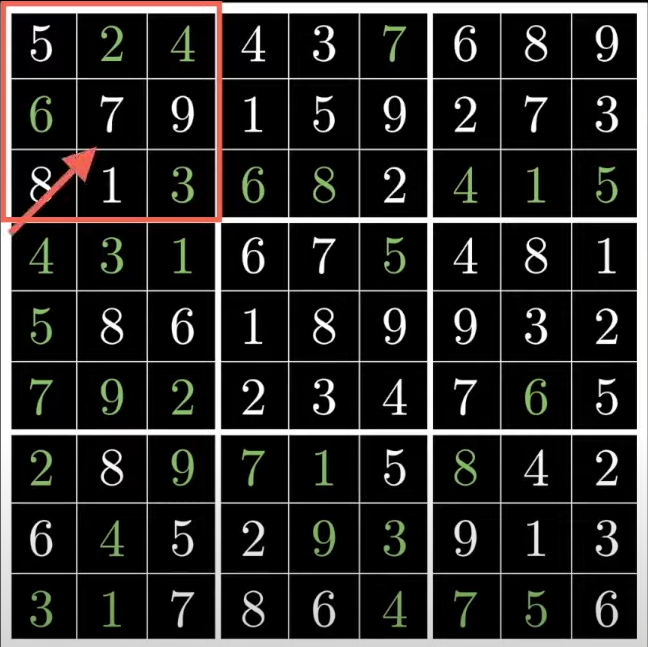 5 2 4 4 3 7 6 8 9
6 7 9 1 5 9 2 7 3
8 1 3 6 8 2 4 1 5
4 3 1 6 7 5 4 8 1
5 8 6 1 8 9 9 3 2
7 9 2 2 3 4 7 6 5
2 8 9 7 1 5 8 4 2
6 4 5 2 9 3 9 1 3
3 1 7 8 6 4 7 5 6